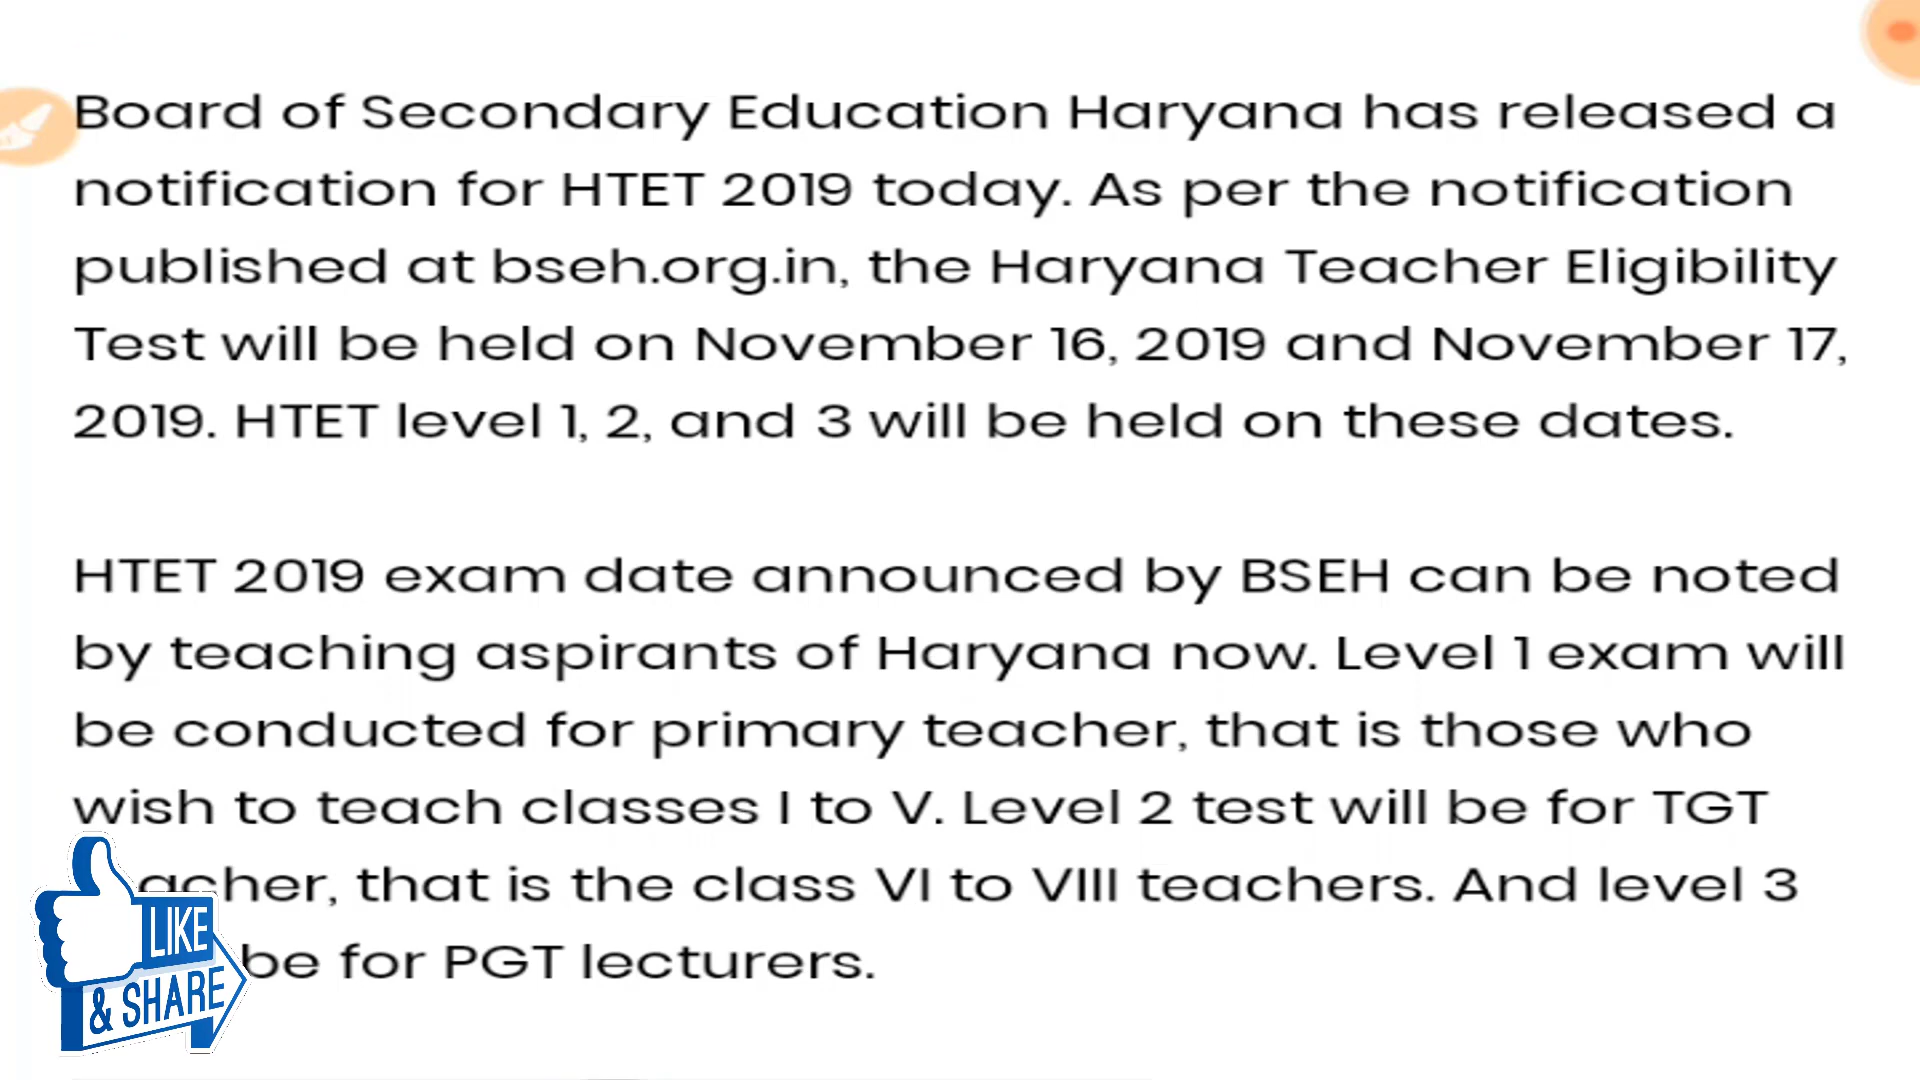 Board of Secondary Education Haryana has released a
notification for HTET 2019 today. As per the notification
published at bseh.org.in, the Haryana Teacher Eligibility
Test will be held on November 16, 2019 and November 17,
2019. HTET level 1, 2, and 3 will be held on these dates.
HTET 2019 exam date announced by BSEH can be noted
by teaching aspirants of Haryana now. Level 1 exam will
be conducted for primary teacher, that is those who
wish to teach classes I to V. Level 2 test will be for TGT
that is the class VI to VIII teachers. And level 3
be for PGT lecturers.
LIKE
& SHARE